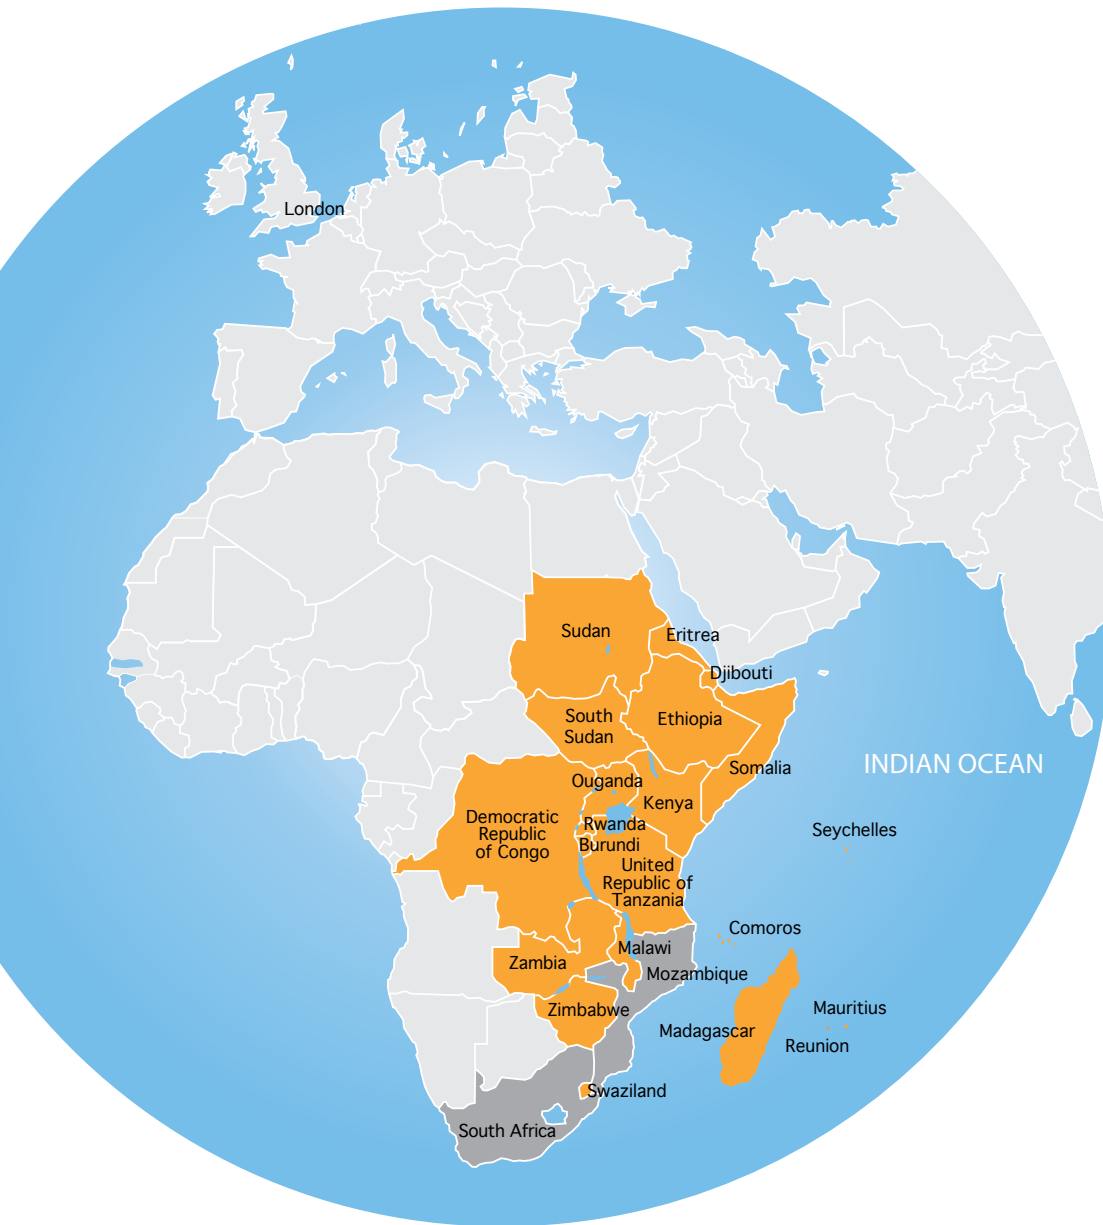 London
Sudan
Eritrea
Djibouti
South
Sudan
Ethiopia
INDIAN OCEAN
Somalia
Ouganda
Kenya
Democratic
Republic
of Congo
Rwanda
Seychelles
Burundi
United
Republic of
Tanzania
Comoros
Malawi
Zambia
Mozambique
Zimbabwe
Mauritius
Madagascar
Reunion
Swaziland
South Africa